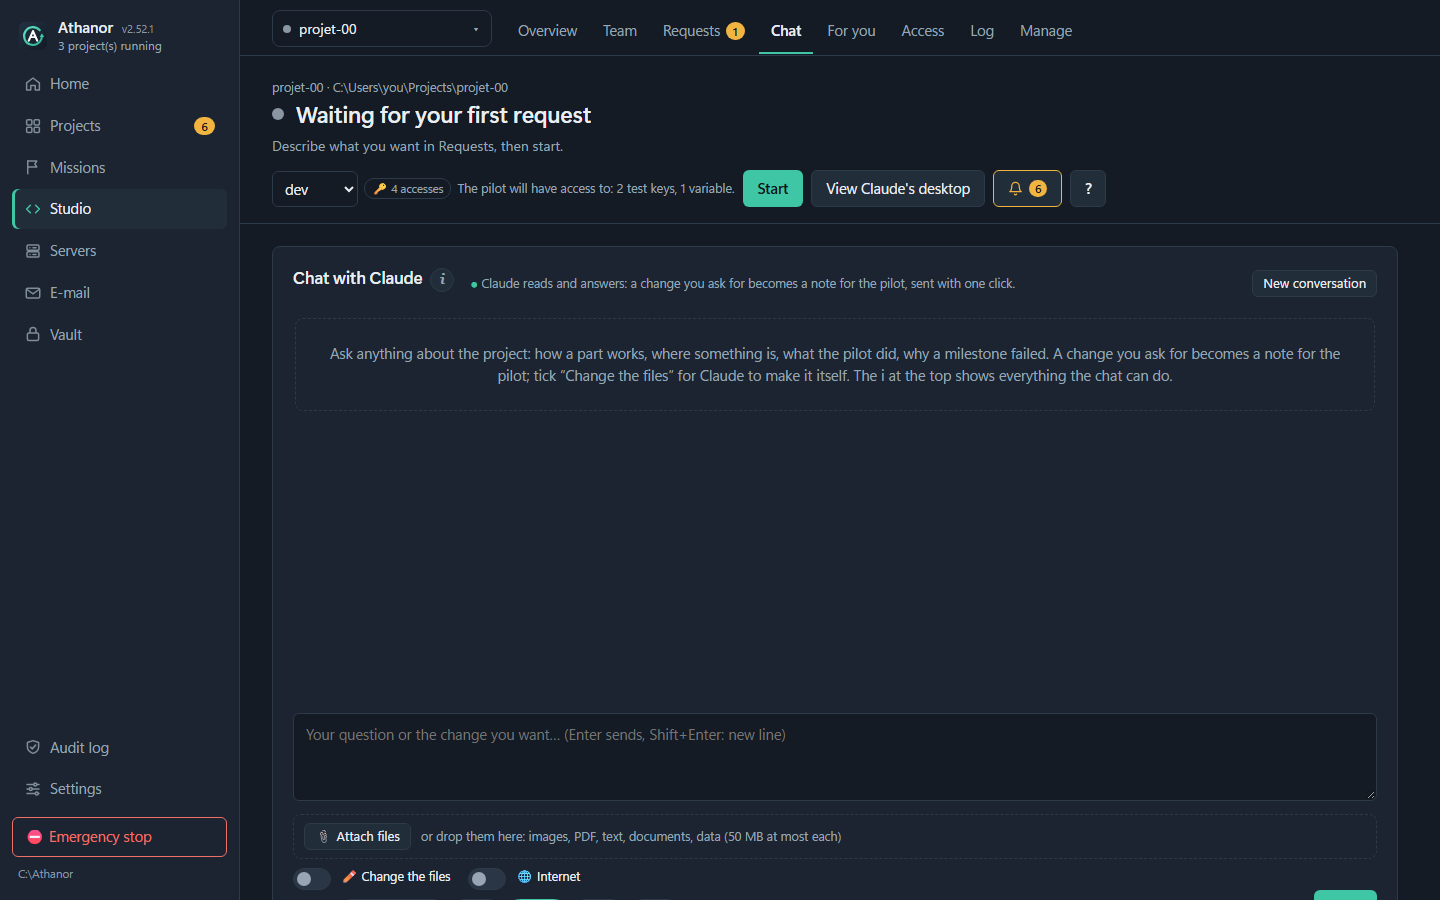 Athanor v2.52.1
3 project(s) running
Home
Projects 6
Missions
Studio
Servers
E-mail
Vault
Audit log
Settings
Emergency stop
C:\Athanor
projet-00
Overview Team Requests 1 Chat For you Access Log Manage
projet-00 · C:\Users\you\Projects\projet-00
Waiting for your first request
Describe what you want in Requests, then start.
dev 4 accesses The pilot will have access to: 2 test keys, 1 variable. Start View Claude's desktop 6 ?
Chat with Claude i Claude reads and answers: a change you ask for becomes a note for the pilot, sent with one click. New conversation
Ask anything about the project: how a part works, where something is, what the pilot did, why a milestone failed. A change you ask for becomes a note for the
pilot; tick “Change the files” for Claude to make it itself. The i at the top shows everything the chat can do.
Your question or the change you want... (Enter sends, Shift+Enter: new line)
Attach files or drop them here: images, PDF, text, documents, data (50 MB at most each)
Change the files Internet